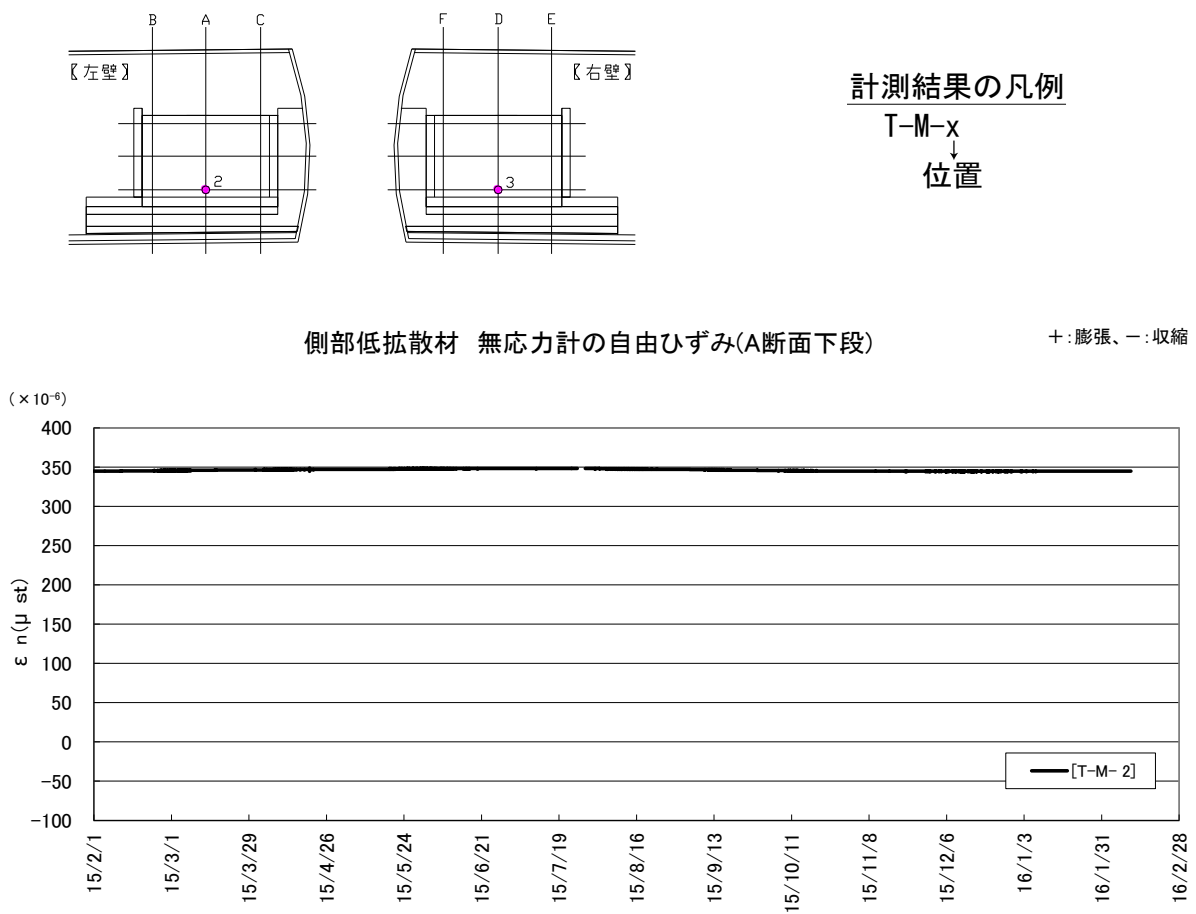 B A C
F D E
〖左壁〗
〖右壁〗
2
3
計測結果の凡例
T-M-x
↓
位置
側部低拡散材 無応力計の自由ひずみ(A断面下段)
+:膨張、-:収縮
(×10⁻⁶)
400
350
300
250
200
150
100
50
0
-50
-100
ε n(μ st)
[T-M- 2]
15/2/1
15/3/1
15/3/29
15/4/26
15/5/24
15/6/21
15/7/19
15/8/16
15/9/13
15/10/11
15/11/8
15/12/6
16/1/3
16/1/31
16/2/28